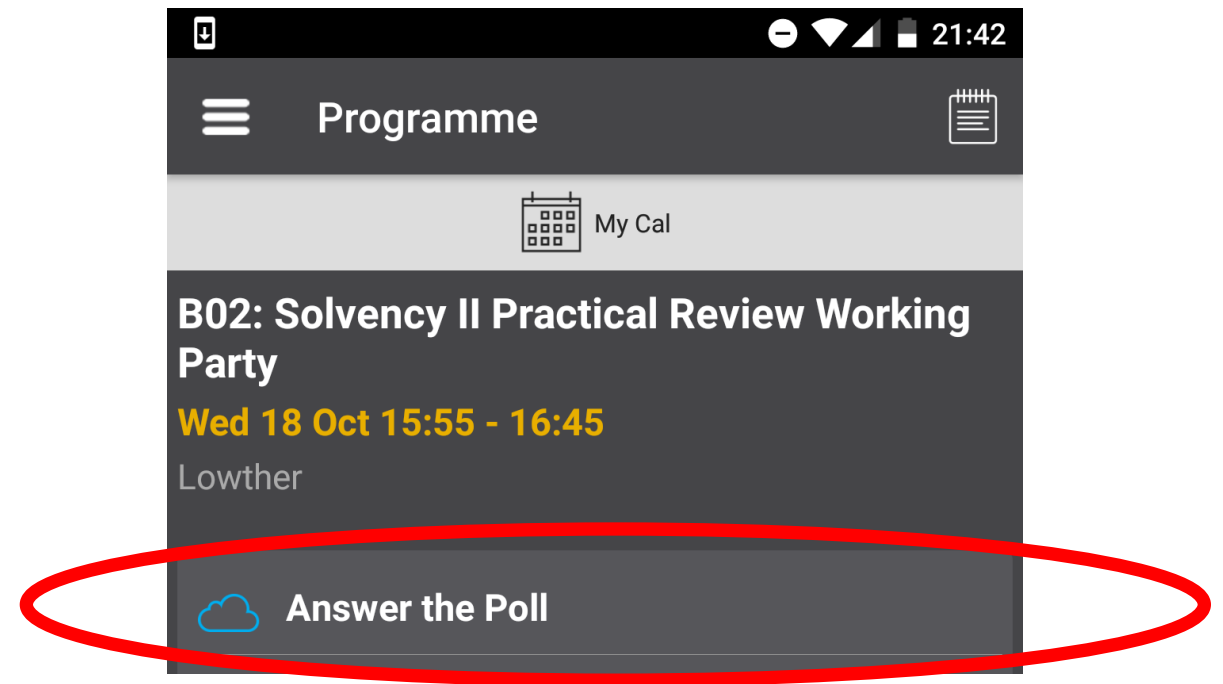 21:42
Programme
My Cal
B02: Solvency II Practical Review Working
Party
Wed 18 Oct 15:55 - 16:45
Lowther
Answer the Poll